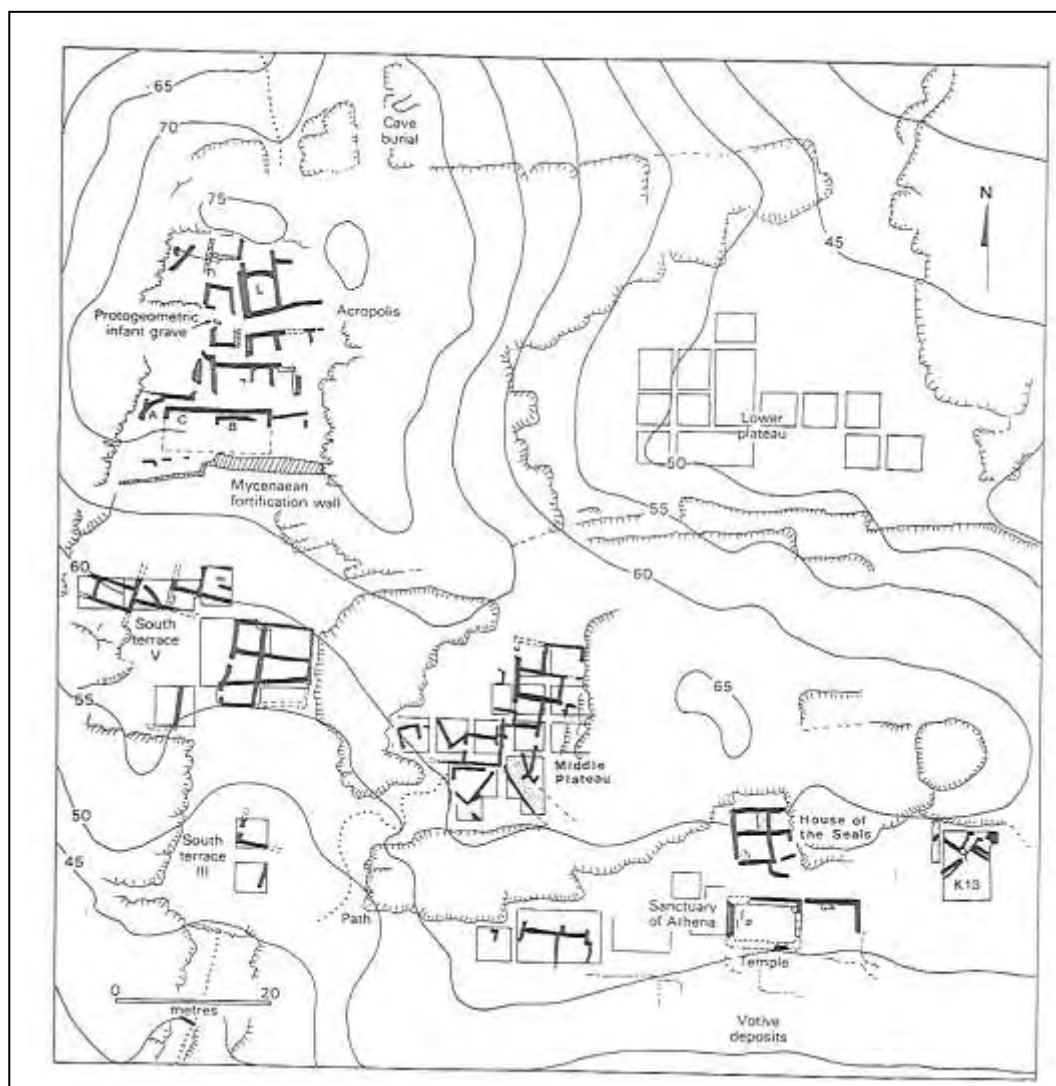 65
Cave
burial
70
N
75
45
L
Protogeometric
infant grave
Acropolis
A
C
B
Lower
plateau
50
Mycenaean
fortification wall
55
60
60
South
terrace
V
65
55
Middle
Plateau
50
House of
the Seals
South
terrace
III
45
K13
Sanctuary
of Athena
Path
Temple
0
20
metres
Votive
deposits